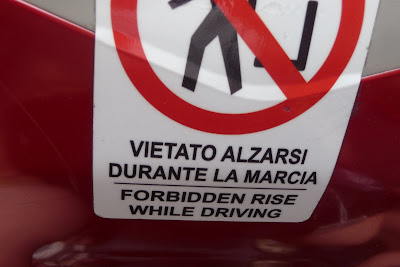 VIETATO ALZARSI
DURANTE LA MARCIA
FORBIDDEN RISE
WHILE DRIVING